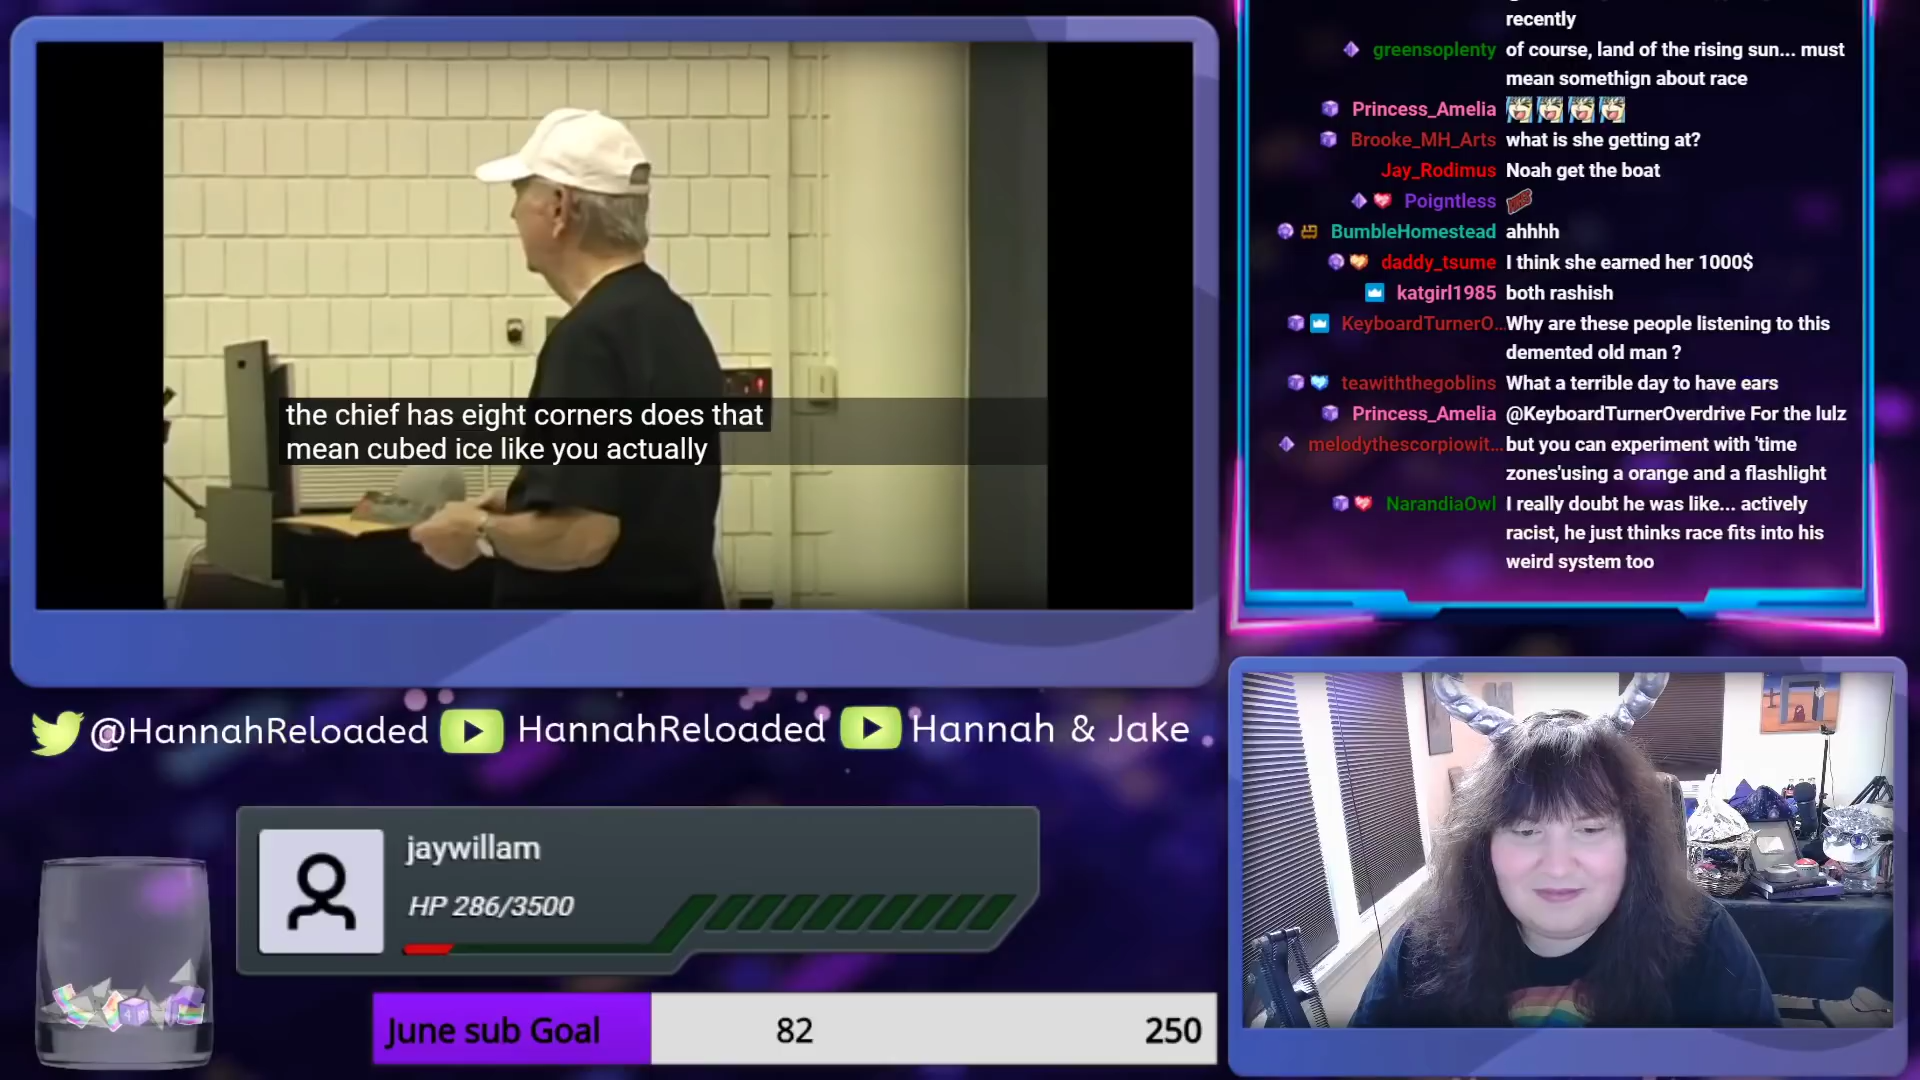 the chief has eight corners does that
mean cubed ice like you actually
recently
greensoplenty of course, land of the rising sun... must
mean somethign about race
Princess_Amelia
Brooke_MH_Arts what is she getting at?
Jay_Rodimus Noah get the boat
Poigntless
BumbleHomestead ahhhh
daddy_tsume I think she earned her 1000$
katgirl1985 both rashish
KeyboardTurnerO... Why are these people listening to this
demented old man ?
teawiththegoblins What a terrible day to have ears
Princess_Amelia @KeyboardTurnerOverdrive For the lulz
melodythescorpiowit... but you can experiment with 'time
zones'using a orange and a flashlight
NarandiaOwl I really doubt he was like... actively
racist, he just thinks race fits into his
weird system too
@HannahReloaded HannahReloaded Hannah & Jake
jaywillam
HP 286/3500
June sub Goal 82 250